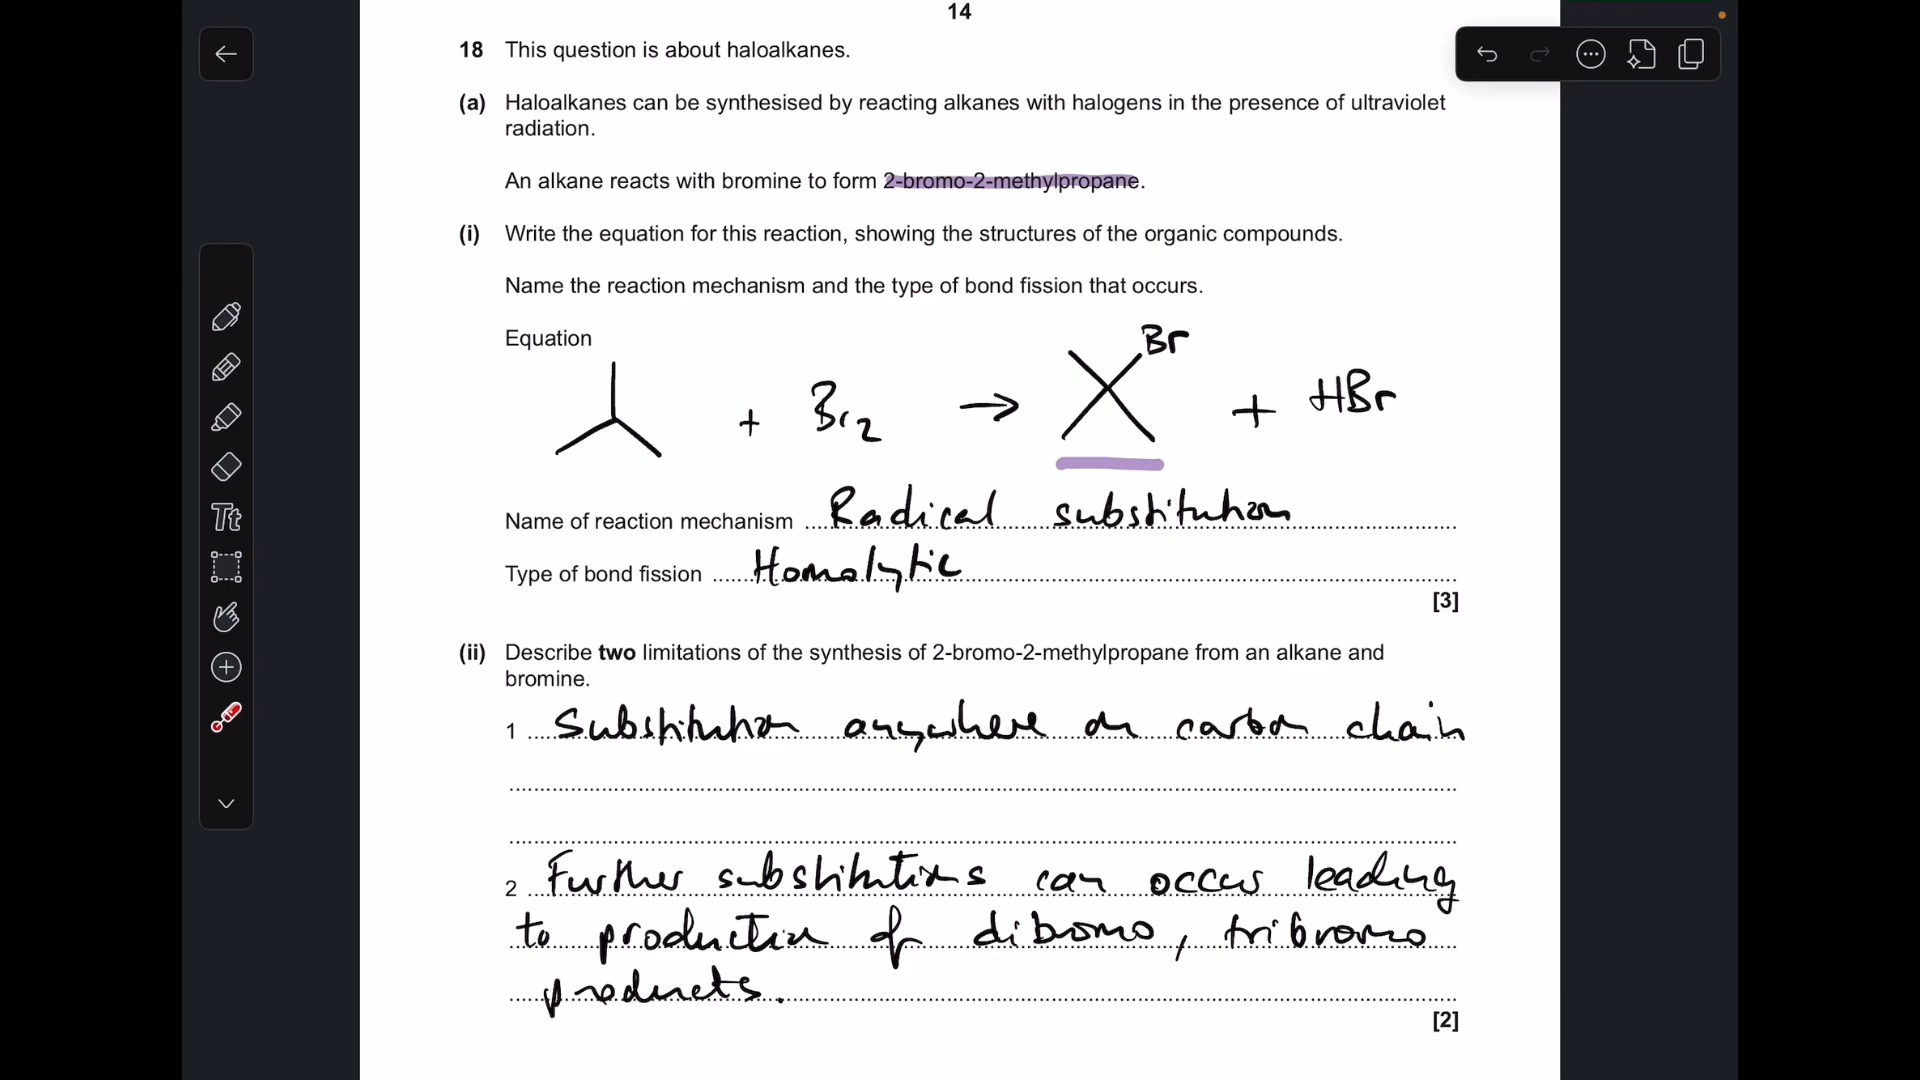 14
18 This question is about haloalkanes.
(a) Haloalkanes can be synthesised by reacting alkanes with halogens in the presence of ultraviolet
radiation.
An alkane reacts with bromine to form 2-bromo-2-methylpropane.
(i) Write the equation for this reaction, showing the structures of the organic compounds.
Name the reaction mechanism and the type of bond fission that occurs.
Equation
+ Br2 → Br + HBr
Name of reaction mechanism Radical substitution
Type of bond fission Homolytic
[3]
(ii) Describe two limitations of the synthesis of 2-bromo-2-methylpropane from an alkane and
bromine.
1 Substitution anywhere on carbon chain
2 Further substitutions can occur leading
to production of dibromo, tribromo
products.
[2]
Tt